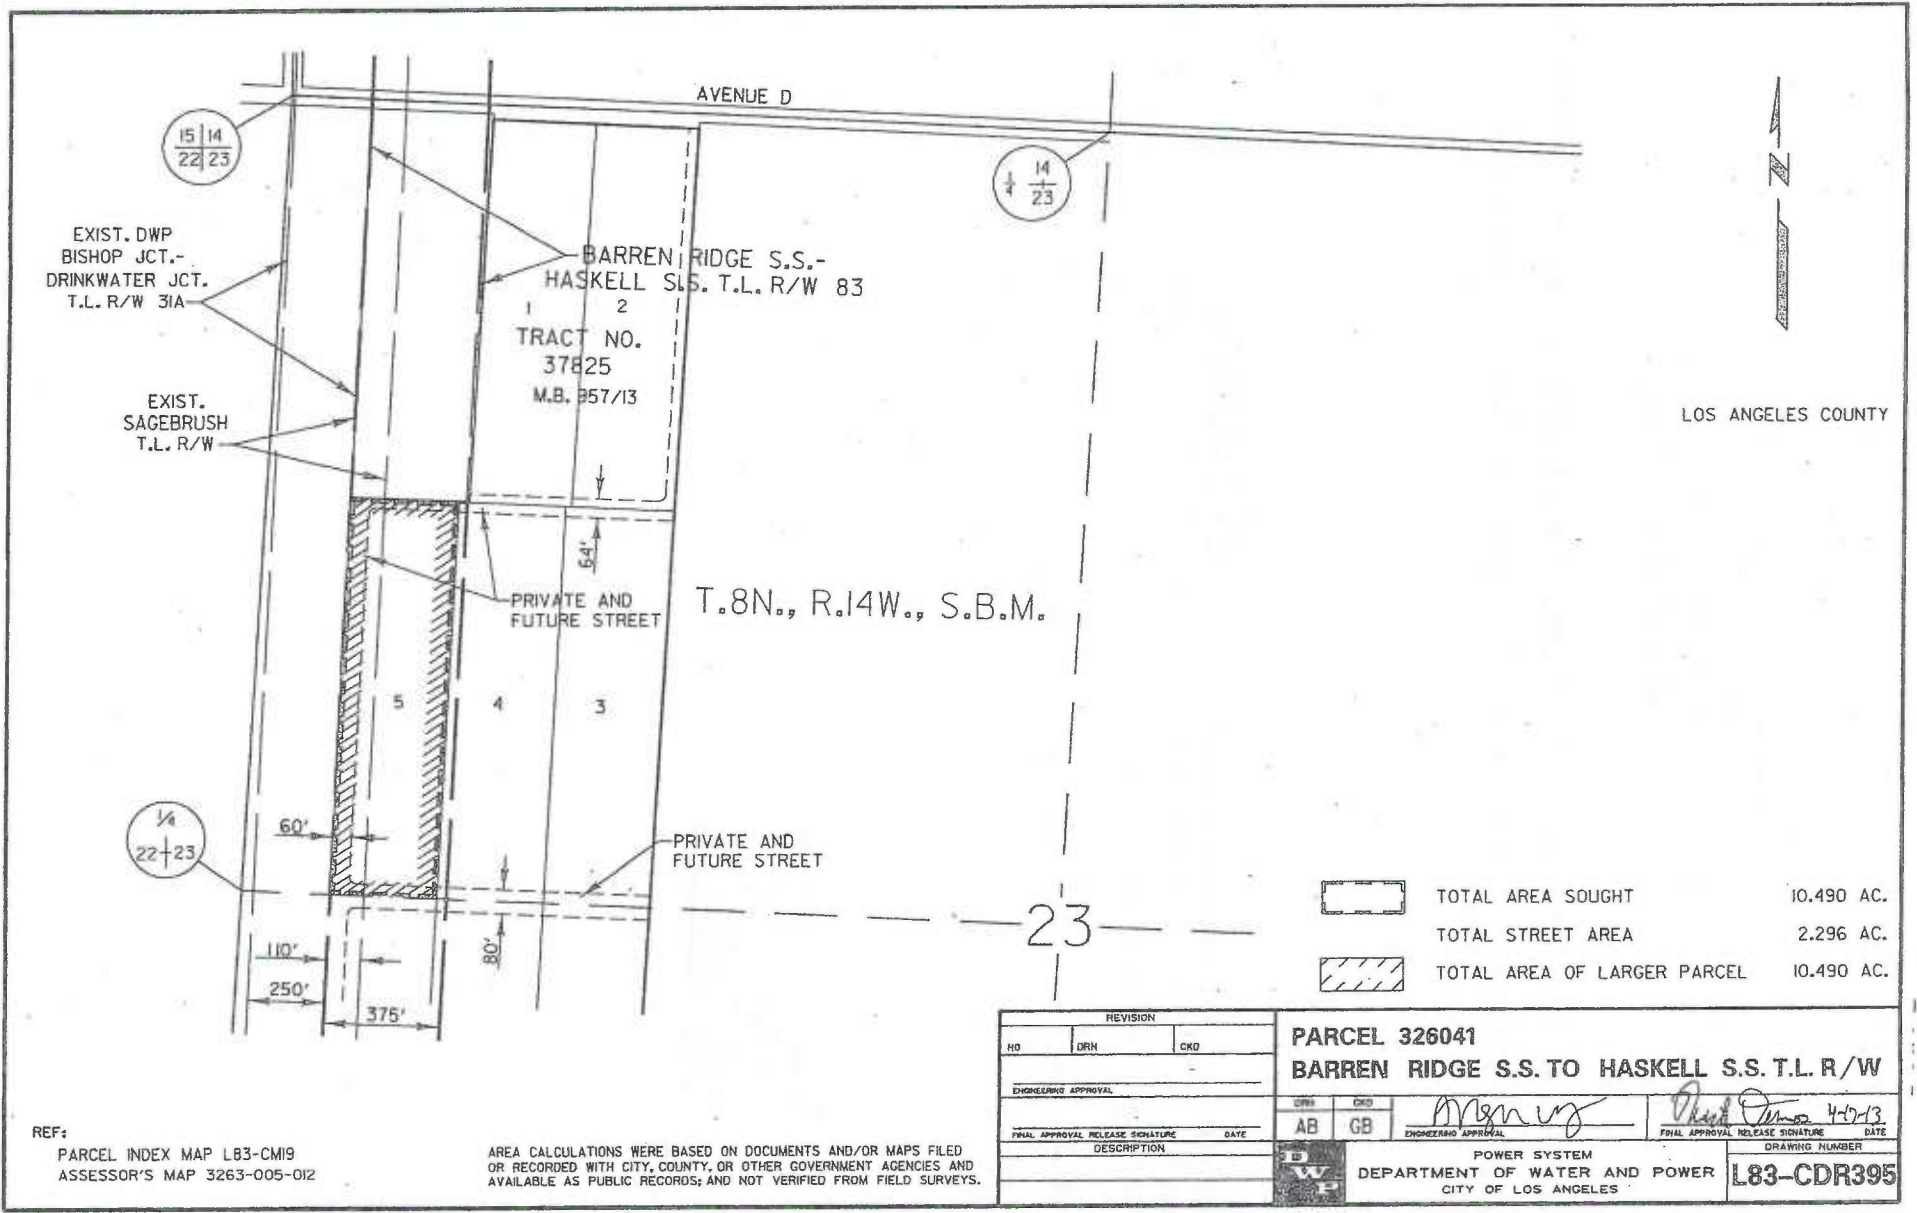 AVENUE D
15 14
22 23
1/4 14
23
N
EXIST. DWP
BISHOP JCT.-
DRINKWATER JCT.
T.L. R/W 31A
BARREN RIDGE S.S.-
HASKELL S.S. T.L. R/W 83
1 2
TRACT NO.
37825
M.B. 957/13
EXIST.
SAGEBRUSH
T.L. R/W
LOS ANGELES COUNTY
64'
PRIVATE AND
FUTURE STREET
T.8N., R.14W., S.B.M.
5 4 3
60'
1/4
22 23
PRIVATE AND
FUTURE STREET
23
110'
80'
250'
375'
TOTAL AREA SOUGHT 10.490 AC.
TOTAL STREET AREA 2.296 AC.
TOTAL AREA OF LARGER PARCEL 10.490 AC.
REVISION
NO DRN CKD
ENGINEERING APPROVAL
FINAL APPROVAL RELEASE SIGNATURE DATE
DESCRIPTION
PARCEL 326041
BARREN RIDGE S.S. TO HASKELL S.S. T.L. R/W
DRN CKD
AB GB
ENGINEERING APPROVAL
4-17-13
FINAL APPROVAL RELEASE SIGNATURE DATE
POWER SYSTEM
DEPARTMENT OF WATER AND POWER
CITY OF LOS ANGELES
DRAWING NUMBER
L83-CDR395
REF:
PARCEL INDEX MAP L83-CM19
ASSESSOR'S MAP 3263-005-012
AREA CALCULATIONS WERE BASED ON DOCUMENTS AND/OR MAPS FILED
OR RECORDED WITH CITY, COUNTY, OR OTHER GOVERNMENT AGENCIES AND
AVAILABLE AS PUBLIC RECORDS; AND NOT VERIFIED FROM FIELD SURVEYS.